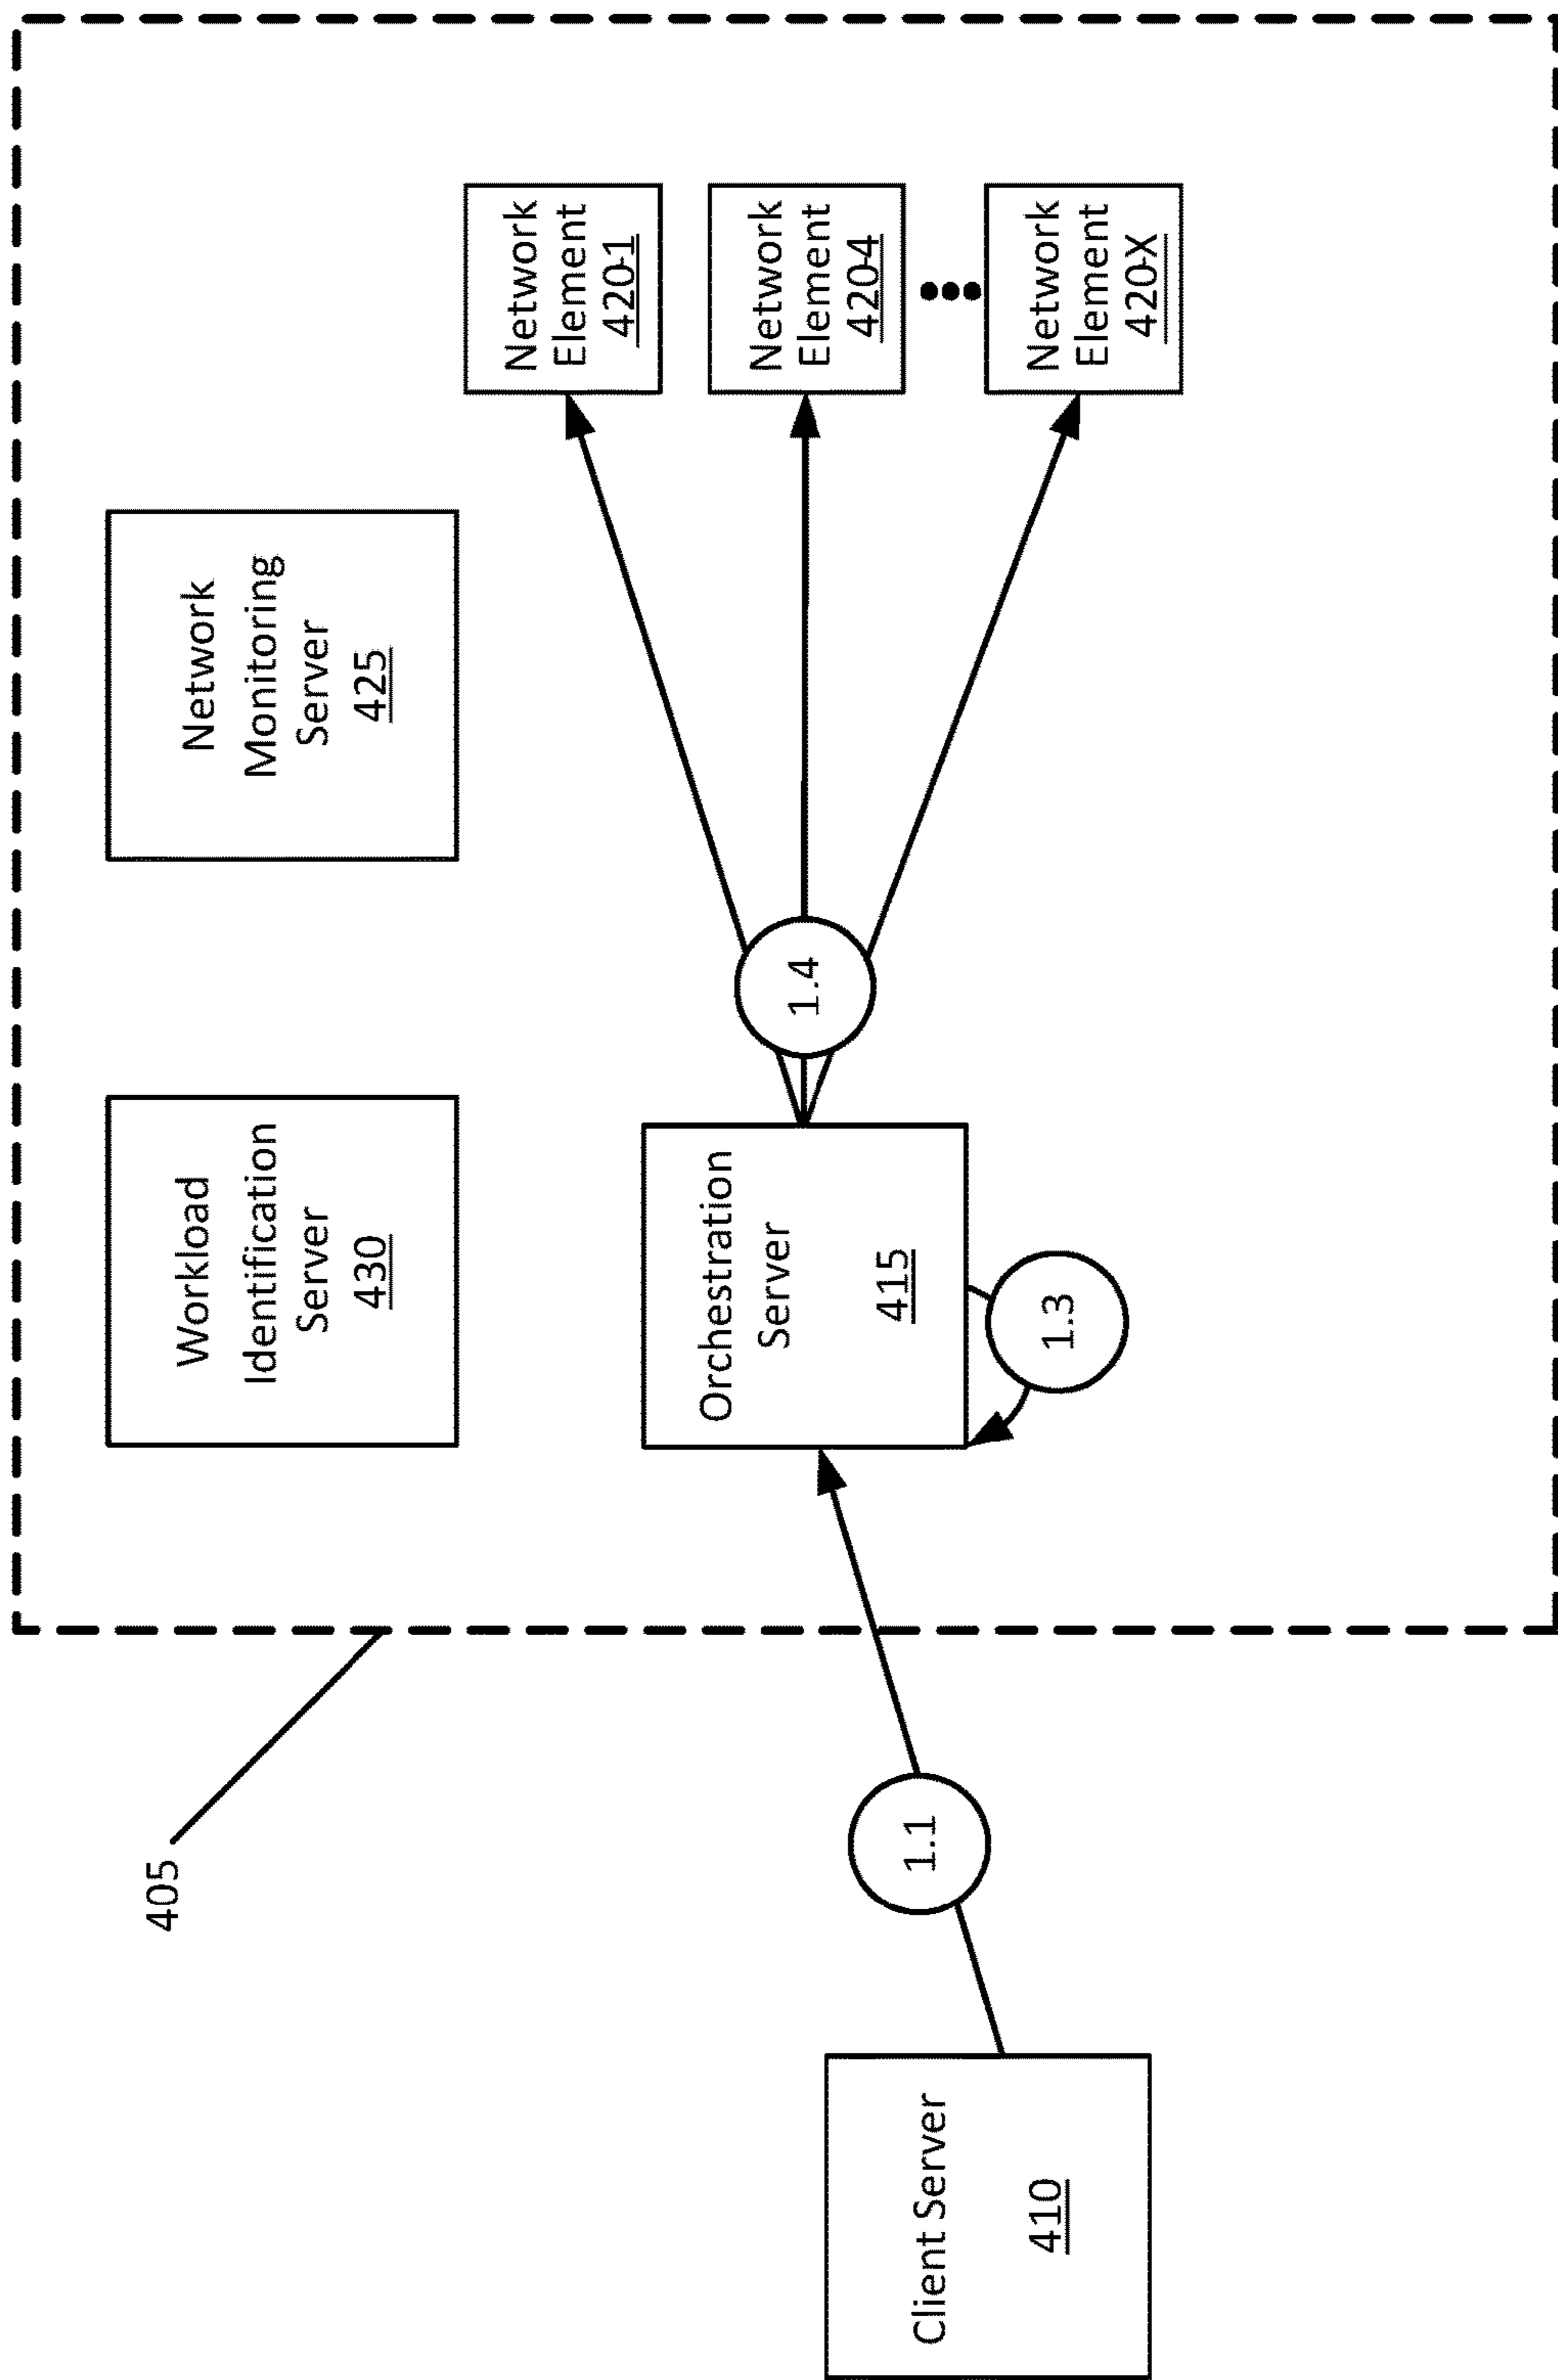 405
Workload
Identification
Server
430
Network
Monitoring
Server
425
Client Server
410
1.1
Orchestration
Server
415
1.3
1.4
Network
Element
420-1
Network
Element
420-4
Network
Element
420-X